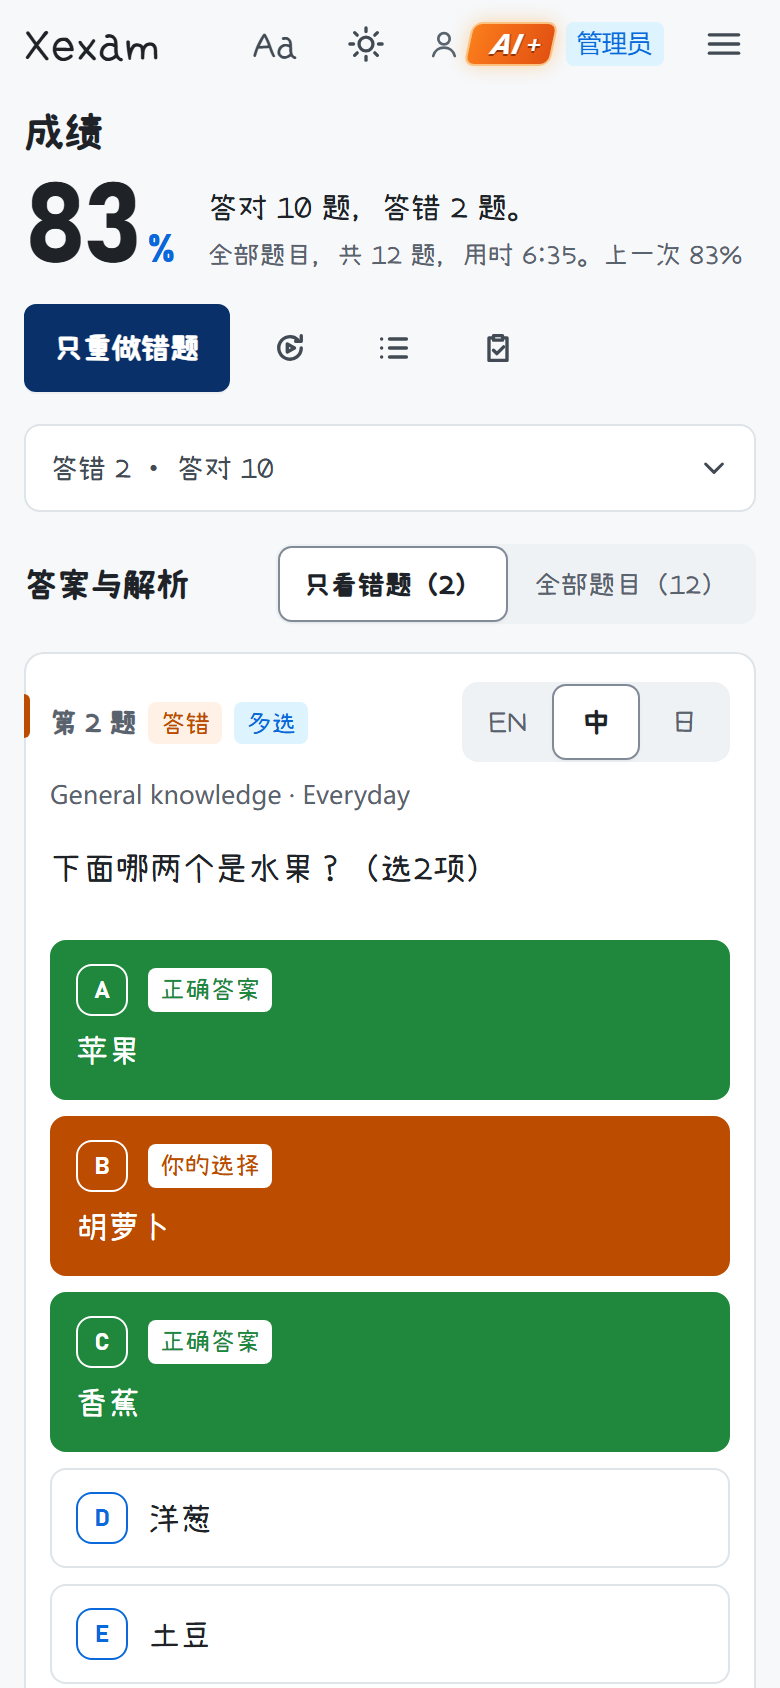 Xexam Aa AI+ 管理员
成绩
83%
答对 10 题，答错 2 题。
全部题目，共 12 题，用时 6:35。上一次 83%
只重做错题
答错 2 • 答对 10
答案与解析 只看错题（2） 全部题目（12）
第 2 题 答错 多选 EN 中 日
General knowledge · Everyday
下面哪两个是水果？（选2项）
A 正确答案
苹果
B 你的选择
胡萝卜
C 正确答案
香蕉
D 洋葱
E 土豆